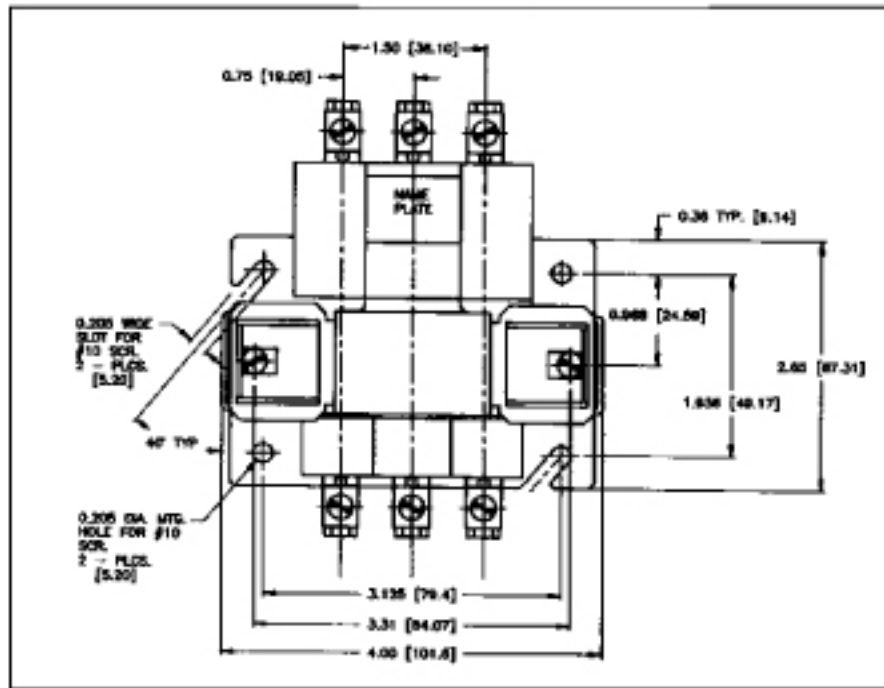 1.50 [38.10]
0.75 [19.05]
NAME
PLATE
0.36 TYP. [9.14]
0.205 WIDE
SLOT FOR
#10 SCR.
2 - PLCS.
[5.20]
0.968 [24.59]
2.65 [67.31]
1.936 [49.17]
TYP
0.205 DIA. MTG.
HOLE FOR #10
SCR.
2 - PLCS.
[5.20]
3.125 [79.4]
3.31 [84.07]
4.00 [101.6]